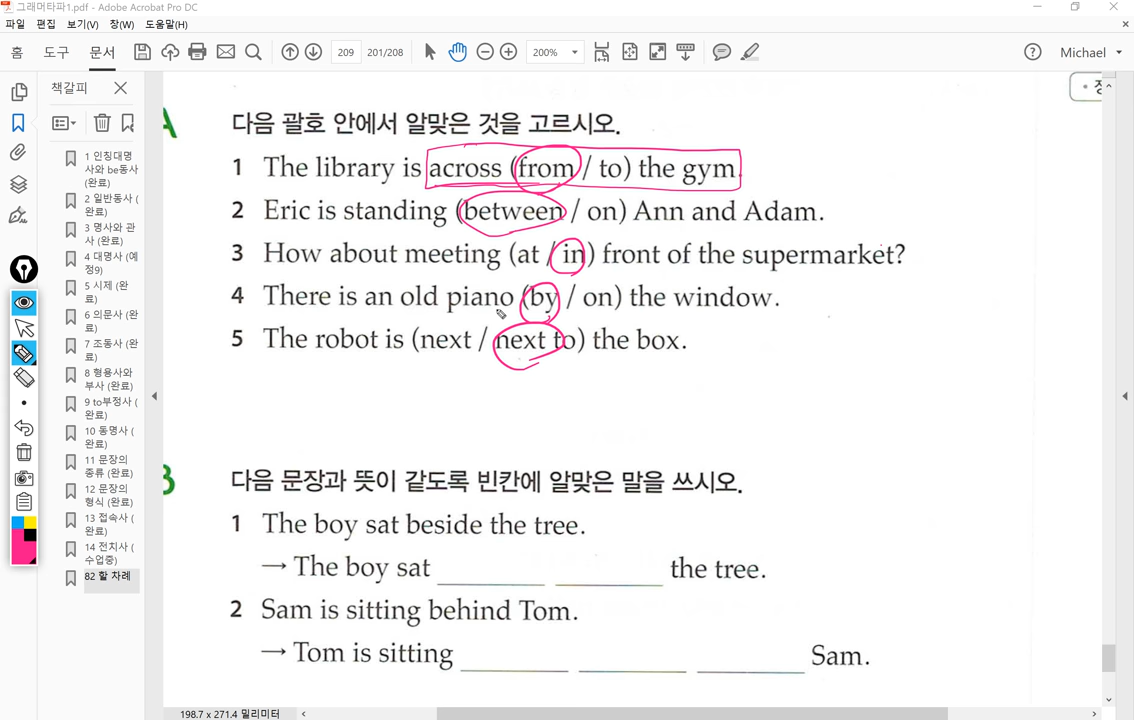 그래머타파1.pdf - Adobe Acrobat Pro DC
파일 편집 보기(V) 창(W) 도움말(H)
홈 도구 문서 209 201/208 200% Michael
책갈피
1 인칭대명
사와 be동사
(완료)
2 일반동사 (
완료)
3 명사와 관
사 (완료)
4 대명사 (예
정9)
5 시제 (완
료)
6 의문사 (완
료)
7 조동사 (완
료)
8 형용사와
부사 (완료)
9 to부정사 (
완료)
10 동명사 (
완료)
11 문장의
종류 (완료)
12 문장의
형식 (완료)
13 접속사 (
완료)
14 전치사 (
수업중)
82 할 차례
A 다음 괄호 안에서 알맞은 것을 고르시오.
1 The library is across (from / to) the gym.
2 Eric is standing (between / on) Ann and Adam.
3 How about meeting (at / in) front of the supermarket?
4 There is an old piano (by / on) the window.
5 The robot is (next / next to) the box.
B 다음 문장과 뜻이 같도록 빈칸에 알맞은 말을 쓰시오.
1 The boy sat beside the tree.
→ The boy sat ______ ______ the tree.
2 Sam is sitting behind Tom.
→ Tom is sitting ______ ______ ______ Sam.
198.7 x 271.4 밀리미터